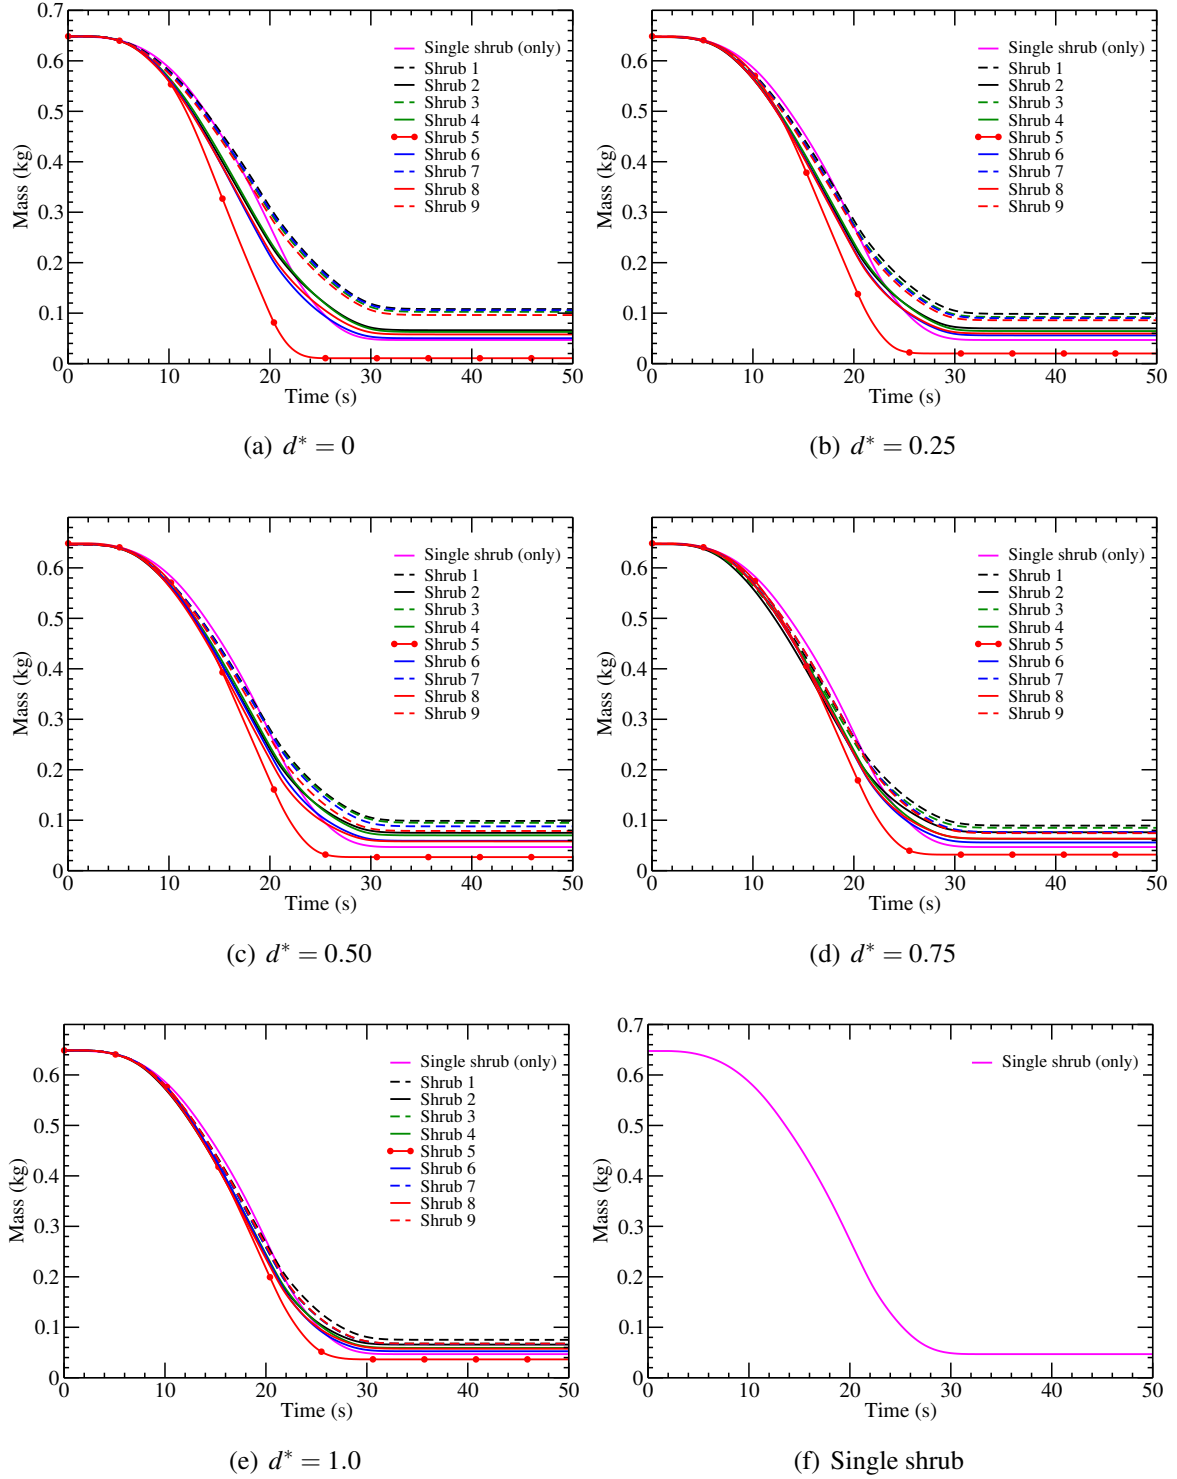 0.7
0.6
0.5
0.4
0.3
0.2
0.1
0
Mass (kg)
0 10 20 30 40 50
Time (s)
Single shrub (only)
Shrub 1
Shrub 2
Shrub 3
Shrub 4
Shrub 5
Shrub 6
Shrub 7
Shrub 8
Shrub 9
(a) d* = 0
0.6
0.5
0.4
0.3
0.2
0.1
0
Mass (kg)
0 10 20 30 40 50
Time (s)
Single shrub (only)
Shrub 1
Shrub 2
Shrub 3
Shrub 4
Shrub 5
Shrub 6
Shrub 7
Shrub 8
Shrub 9
(b) d* = 0.25
0.6
0.5
0.4
0.3
0.2
0.1
0
Mass (kg)
0 10 20 30 40 50
Time (s)
Single shrub (only)
Shrub 1
Shrub 2
Shrub 3
Shrub 4
Shrub 5
Shrub 6
Shrub 7
Shrub 8
Shrub 9
(c) d* = 0.50
0.6
0.5
0.4
0.3
0.2
0.1
0
Mass (kg)
0 10 20 30 40 50
Time (s)
Single shrub (only)
Shrub 1
Shrub 2
Shrub 3
Shrub 4
Shrub 5
Shrub 6
Shrub 7
Shrub 8
Shrub 9
(d) d* = 0.75
0.6
0.5
0.4
0.3
0.2
0.1
0
Mass (kg)
0 10 20 30 40 50
Time (s)
Single shrub (only)
Shrub 1
Shrub 2
Shrub 3
Shrub 4
Shrub 5
Shrub 6
Shrub 7
Shrub 8
Shrub 9
(e) d* = 1.0
0.7
0.6
0.5
0.4
0.3
0.2
0.1
0
Mass (kg)
0 10 20 30 40 50
Time (s)
Single shrub (only)
(f) Single shrub